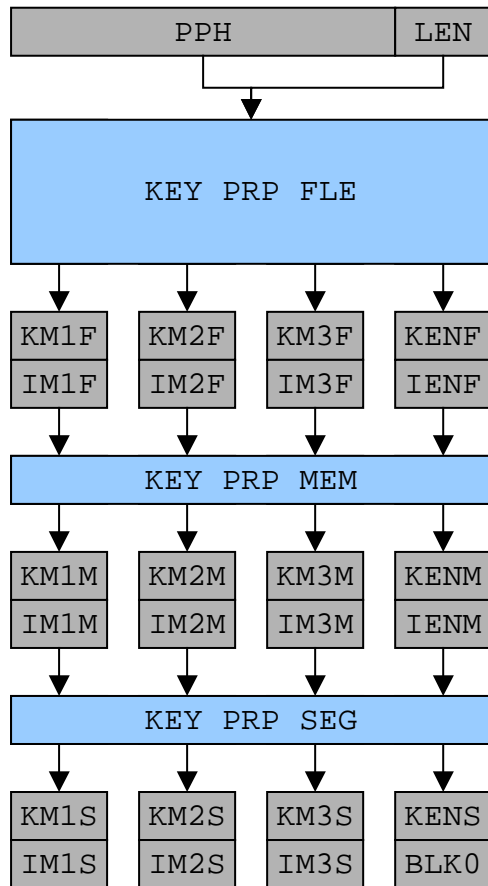 PPH LEN
KEY PRP FLE
KM1F KM2F KM3F KENF
IM1F IM2F IM3F IENF
KEY PRP MEM
KM1M KM2M KM3M KENM
IM1M IM2M IM3M IENM
KEY PRP SEG
KM1S KM2S KM3S KENS
IM1S IM2S IM3S BLK0